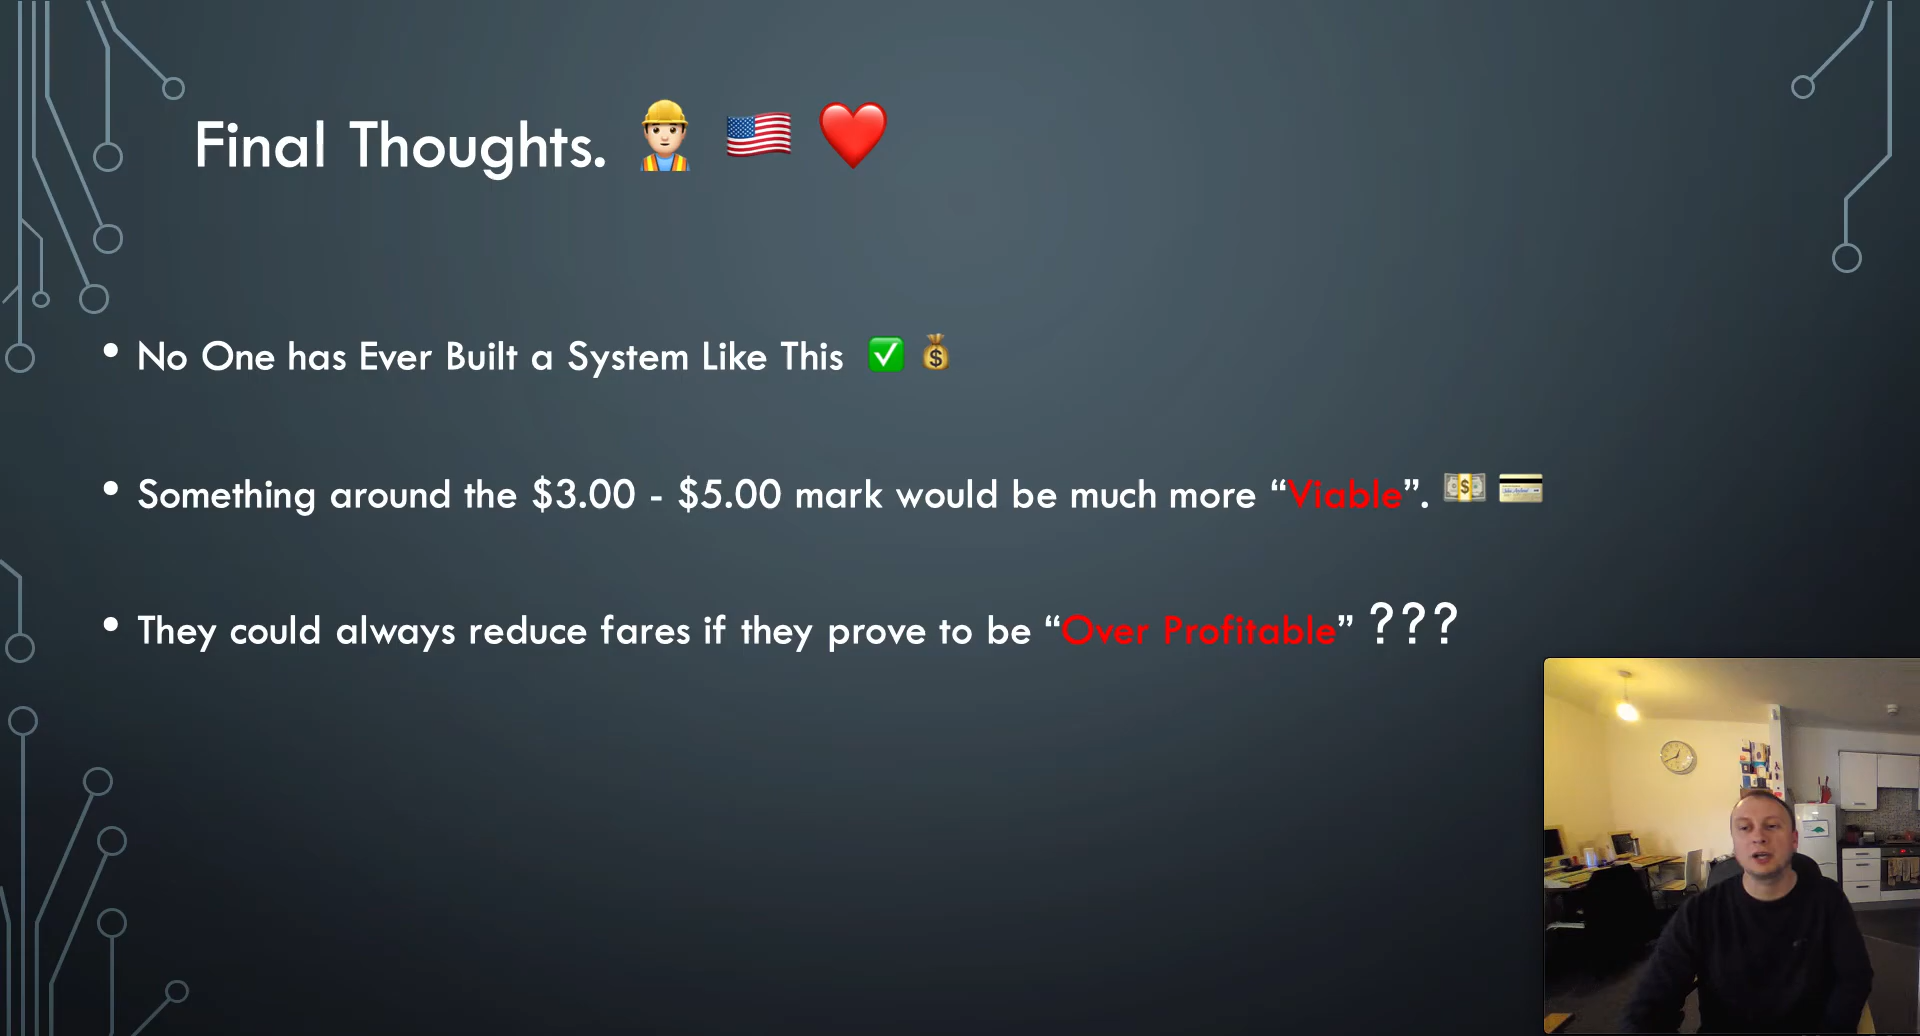 Final Thoughts. 👷🏻‍♂️ 🇺🇸 ❤️
• No One has Ever Built a System Like This ✅ 💰
• Something around the $3.00 - $5.00 mark would be much more “Viable”. 💵 💳
• They could always reduce fares if they prove to be “Over Profitable” ???